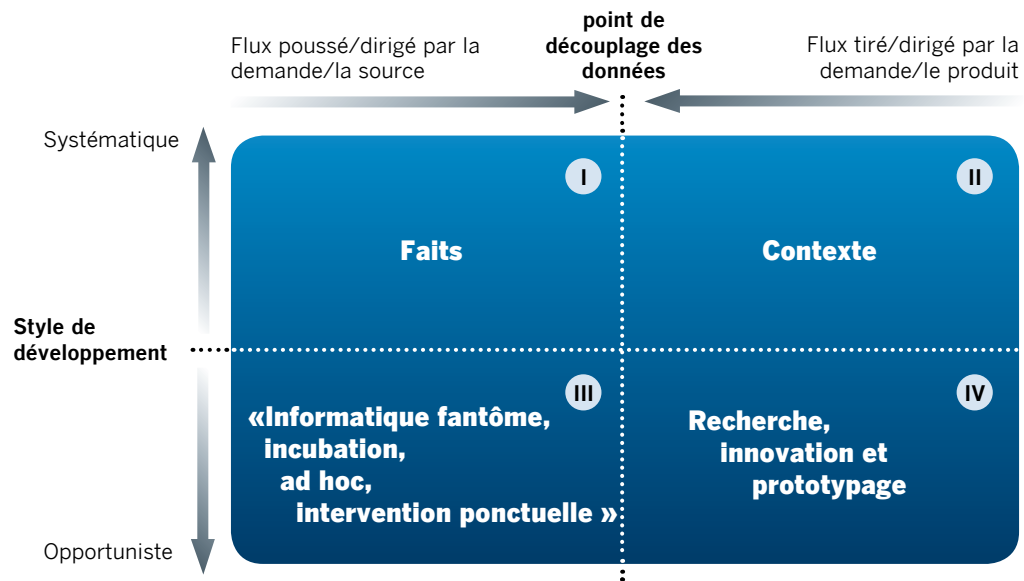 Flux poussé/dirigé par la
demande/la source
point de
découplage des
données
Flux tiré/dirigé par la
demande/le produit
Systématique
I
II
Faits
Contexte
Style de
développement
III
IV
«Informatique fantôme,
incubation,
ad hoc,
intervention ponctuelle »
Recherche,
innovation et
prototypage
Opportuniste